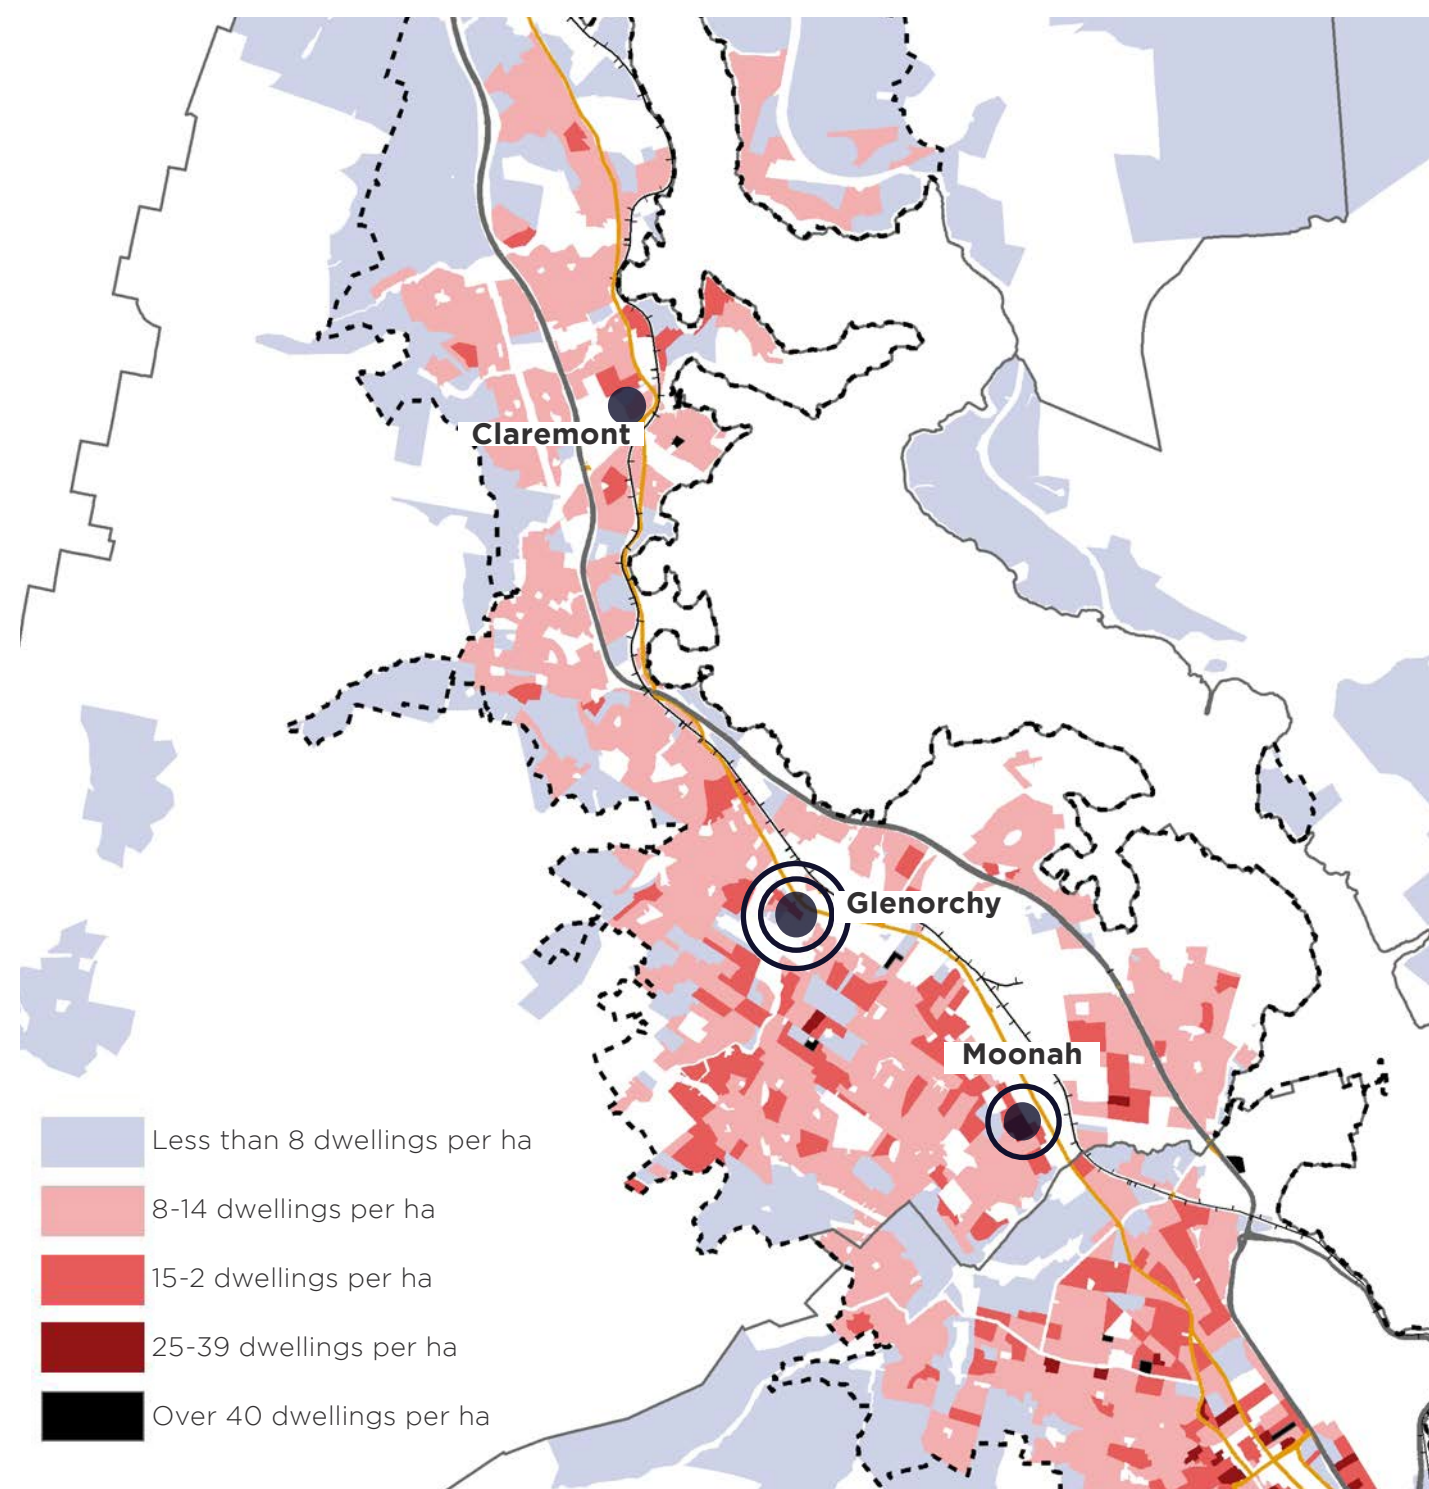 Claremont
Glenorchy
Moonah
Less than 8 dwellings per ha
8-14 dwellings per ha
15-2 dwellings per ha
25-39 dwellings per ha
Over 40 dwellings per ha